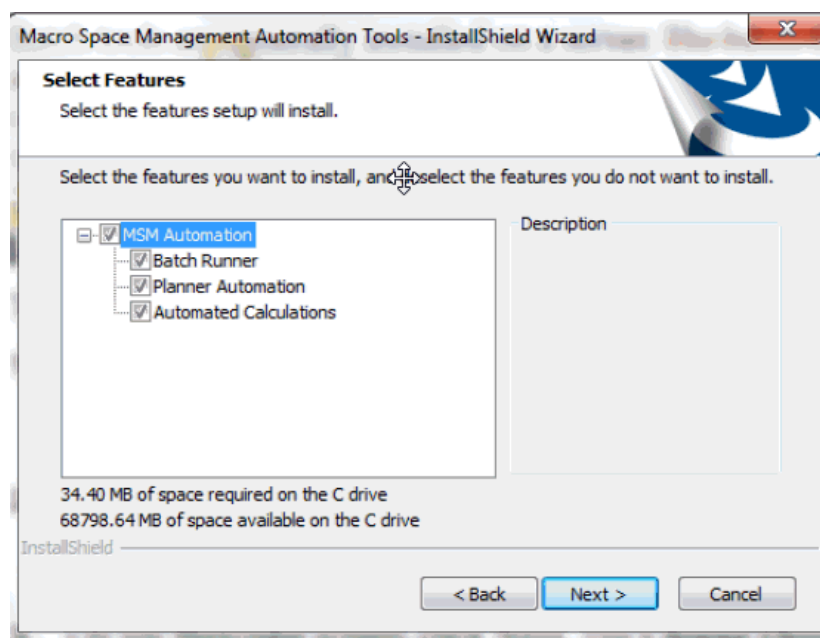 Macro Space Management Automation Tools - InstallShield Wizard
Select Features
Select the features setup will install.
Select the features you want to install, and select the features you do not want to install.
Description
MSM Automation
Batch Runner
Planner Automation
Automated Calculations
34.40 MB of space required on the C drive
68798.64 MB of space available on the C drive
InstallShield
< Back
Next >
Cancel